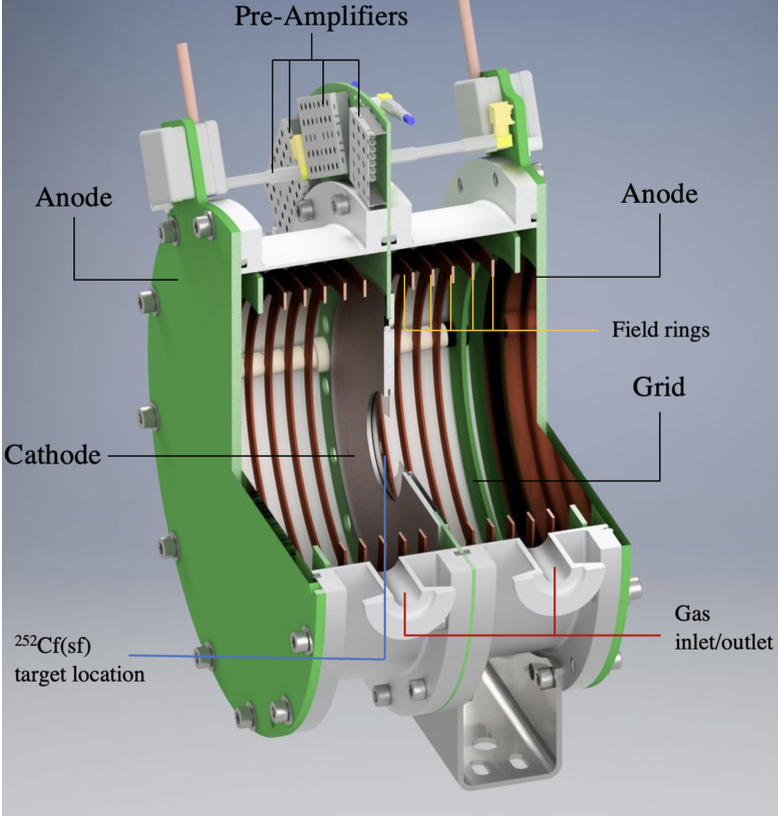 Pre-Amplifiers
Anode
Anode
Field rings
Grid
Cathode
Gas
inlet/outlet
²⁵²Cf(sf)
target location